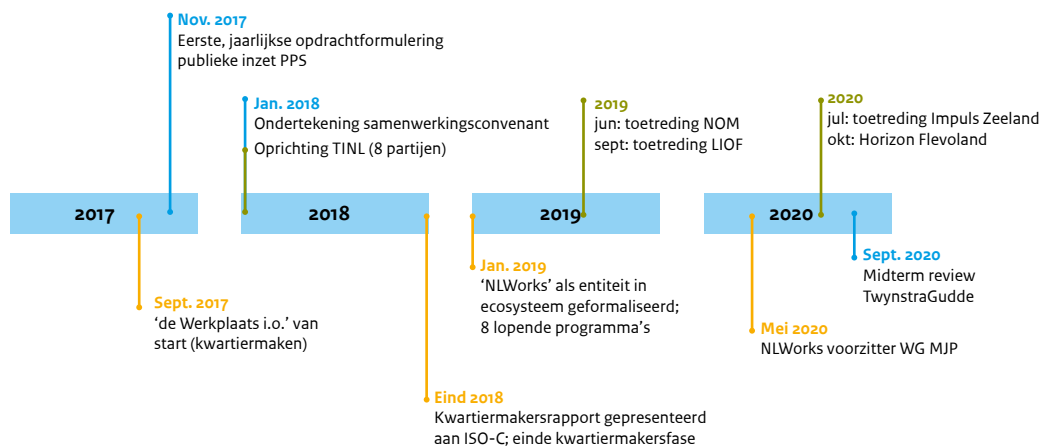 Nov. 2017
Eerste, jaarlijkse opdrachtformulering
publieke inzet PPS
Jan. 2018
Ondertekening samenwerkingsconvenant
Oprichting TINL (8 partijen)
2019
jun: toetreding NOM
sept: toetreding LIOF
2020
jul: toetreding Impuls Zeeland
okt: Horizon Flevoland
2017
2018
2019
2020
Sept. 2017
‘de Werkplaats i.o.’ van
start (kwartiermaken)
Eind 2018
Kwartiermakersrapport gepresenteerd
aan ISO-C; einde kwartiermakersfase
Jan. 2019
‘NLWorks’ als entiteit in
ecosysteem geformaliseerd;
8 lopende programma’s
Mei 2020
NLWorks voorzitter WG MJP
Sept. 2020
Midterm review
TwynstraGudde